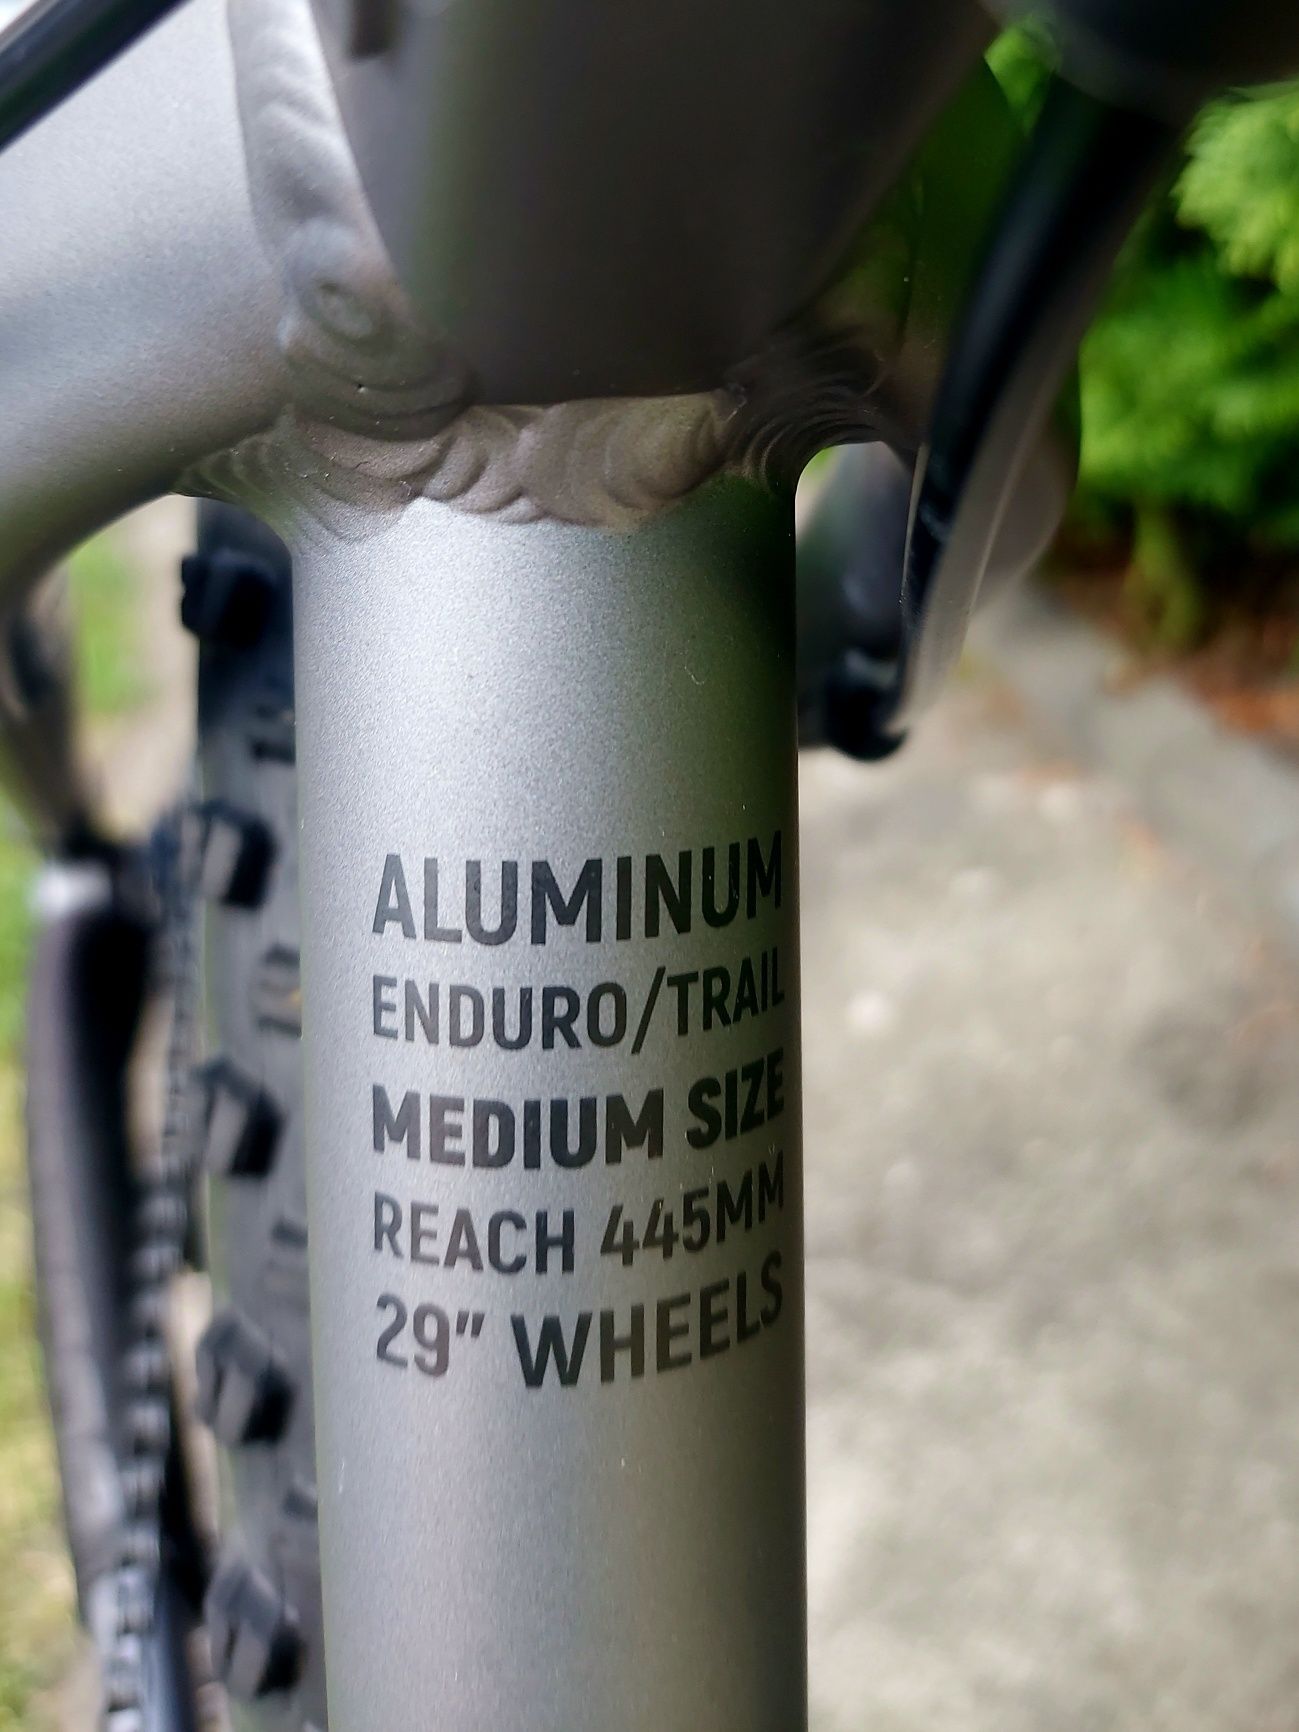 ALUMINUM
ENDURO/TRAIL
MEDIUM SIZE
REACH 445MM
29" WHEELS